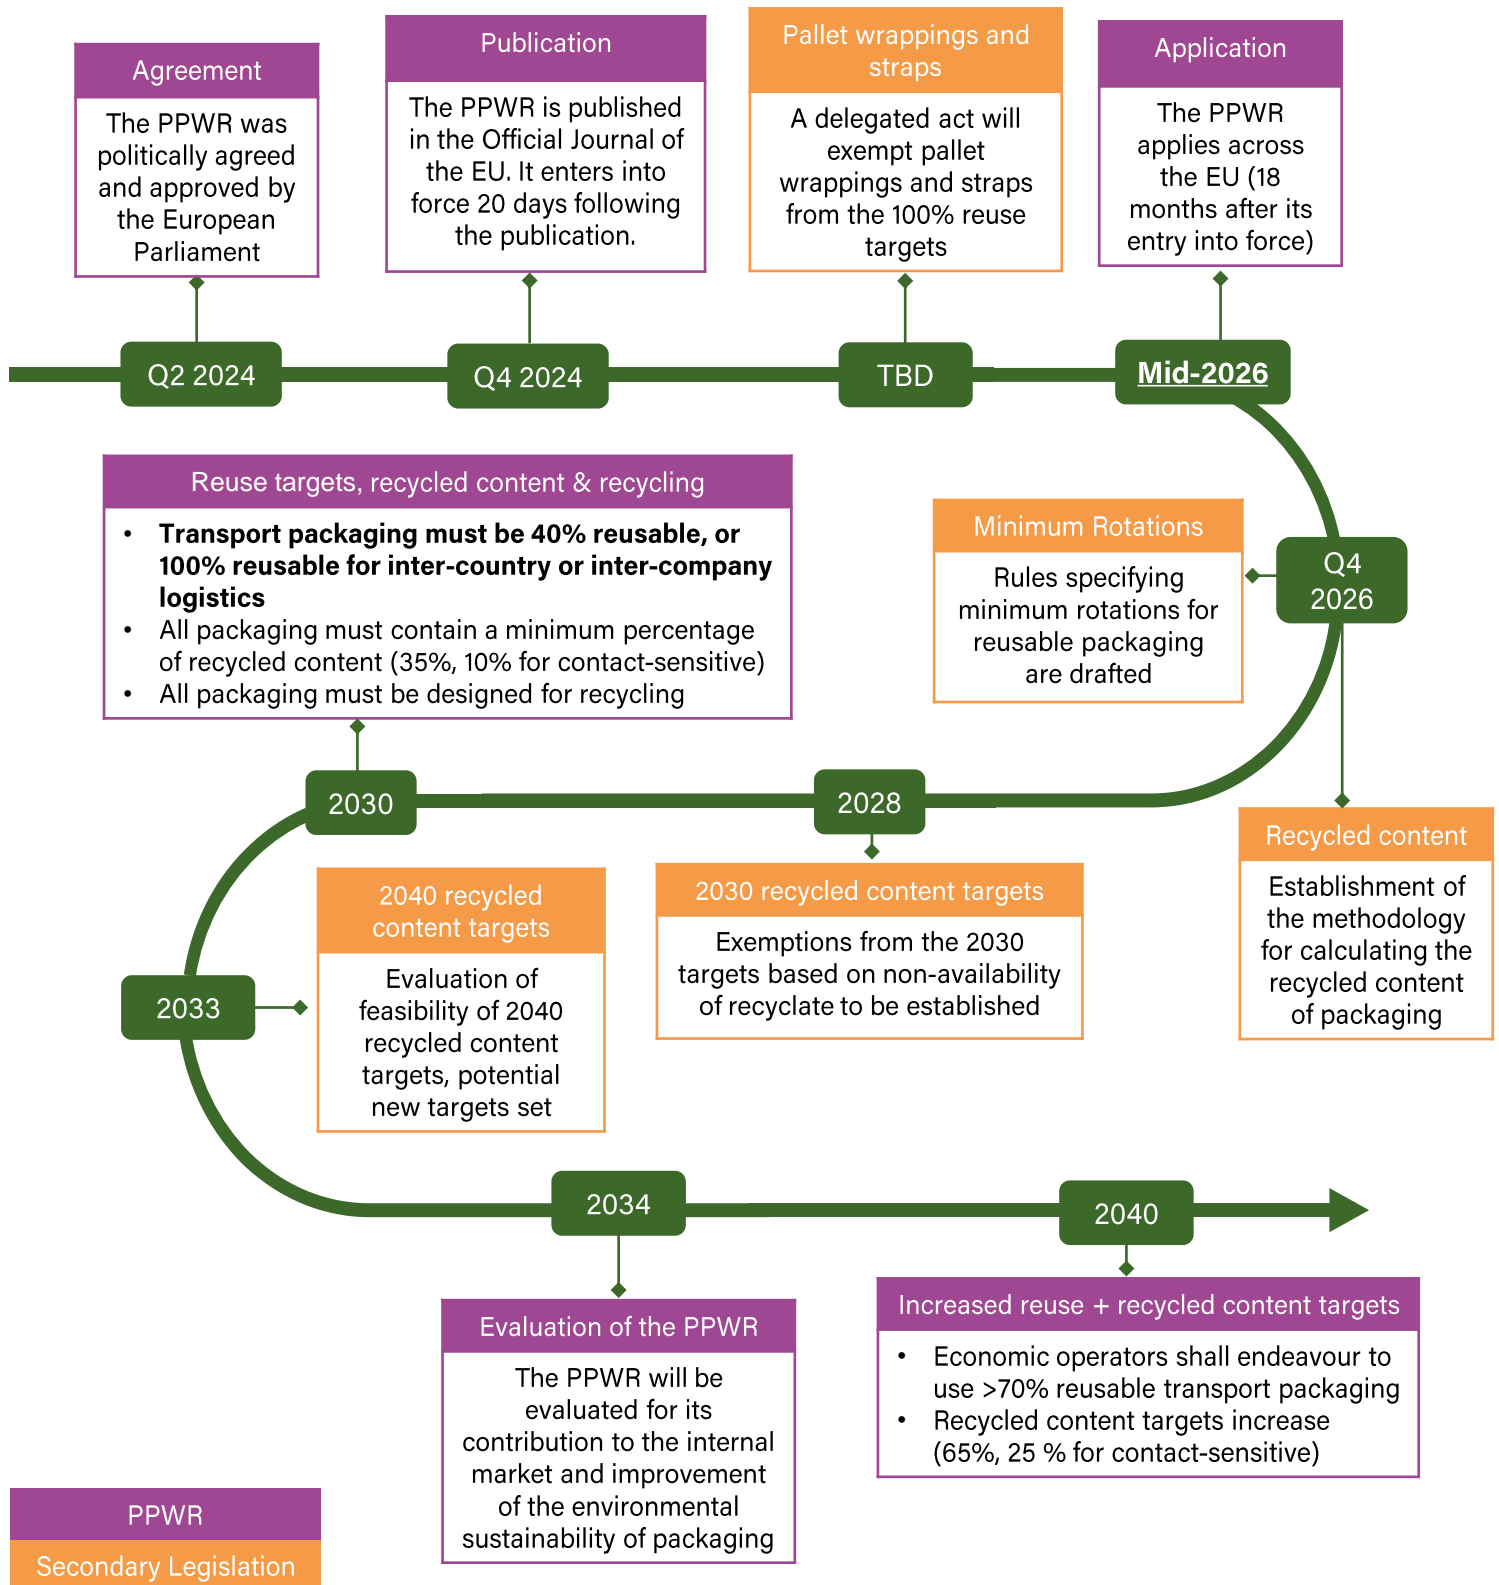 Agreement
The PPWR was
politically agreed
and approved by
the European
Parliament
Publication
The PPWR is published
in the Official Journal of
the EU. It enters into
force 20 days following
the publication.
Pallet wrappings and
straps
A delegated act will
exempt pallet
wrappings and straps
from the 100% reuse
targets
Application
The PPWR
applies across
the EU (18
months after its
entry into force)
Q2 2024
Q4 2024
TBD
Mid-2026
Reuse targets, recycled content & recycling
• Transport packaging must be 40% reusable, or
100% reusable for inter-country or inter-company
logistics
• All packaging must contain a minimum percentage
of recycled content (35%, 10% for contact-sensitive)
• All packaging must be designed for recycling
Minimum Rotations
Rules specifying
minimum rotations for
reusable packaging
are drafted
Q4
2026
2030
2028
Recycled content
Establishment of
the methodology
for calculating the
recycled content
of packaging
2030 recycled content targets
Exemptions from the 2030
targets based on non-availability
of recyclate to be established
2040 recycled
content targets
Evaluation of
feasibility of 2040
recycled content
targets, potential
new targets set
2033
2034
2040
Evaluation of the PPWR
The PPWR will be
evaluated for its
contribution to the internal
market and improvement
of the environmental
sustainability of packaging
Increased reuse + recycled content targets
• Economic operators shall endeavour to
use >70% reusable transport packaging
• Recycled content targets increase
(65%, 25 % for contact-sensitive)
PPWR
Secondary Legislation